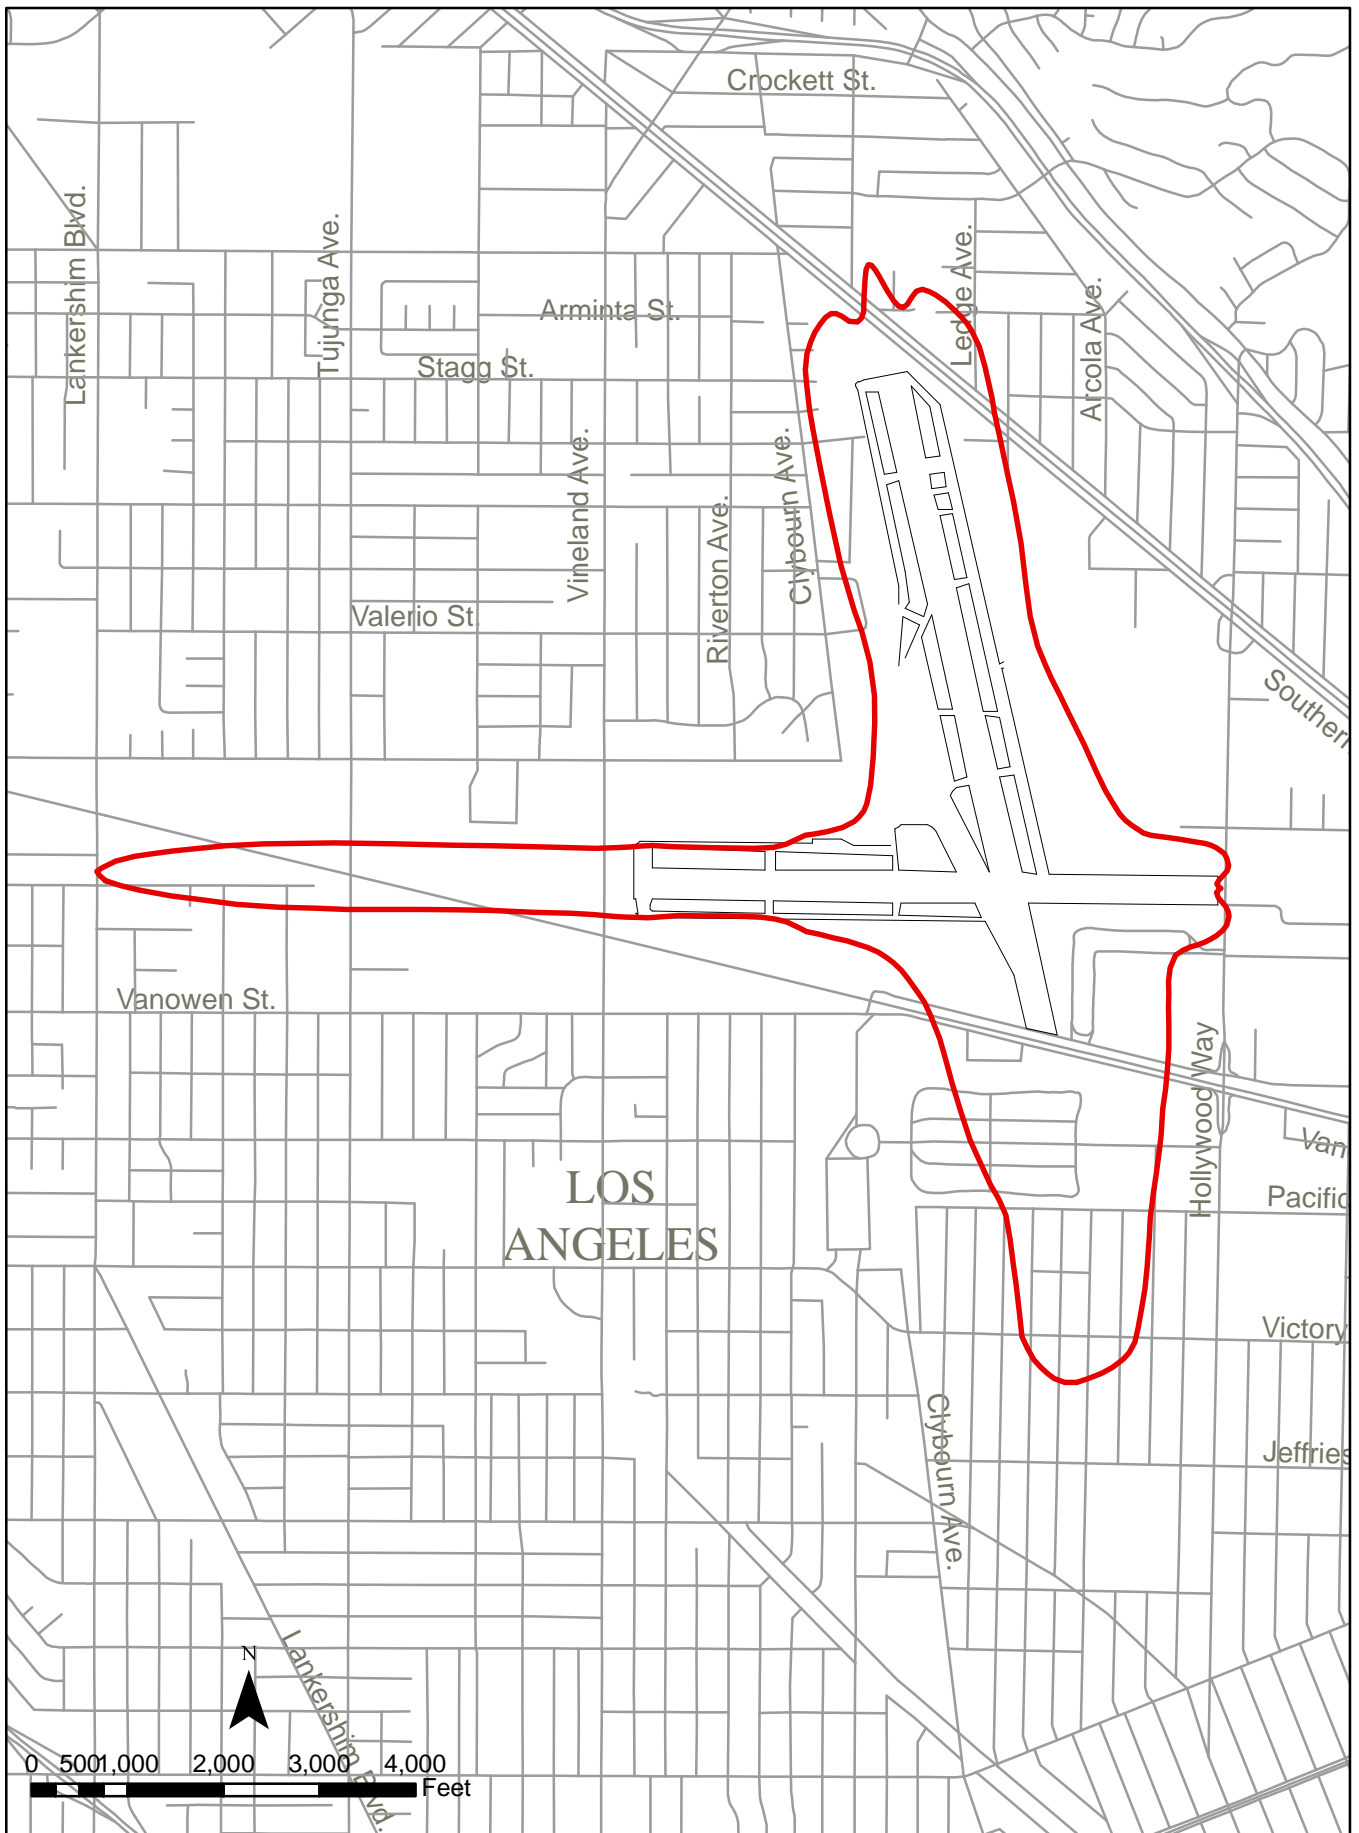 Crockett St.
Lankershim Blvd.
Tujunga Ave.
Ledge Ave.
Arminta St.
Arcola Ave.
Stagg St.
Vineland Ave.
Clybourn Ave.
Riverton Ave.
Valerio St.
Southern
Vanowen St.
Hollywood Way
Van
LOS
ANGELES
Pacific
Victory
Clybourn Ave.
Jeffries
Lankershim Blvd.
N
0 500 1,000 2,000 3,000 4,000
Feet